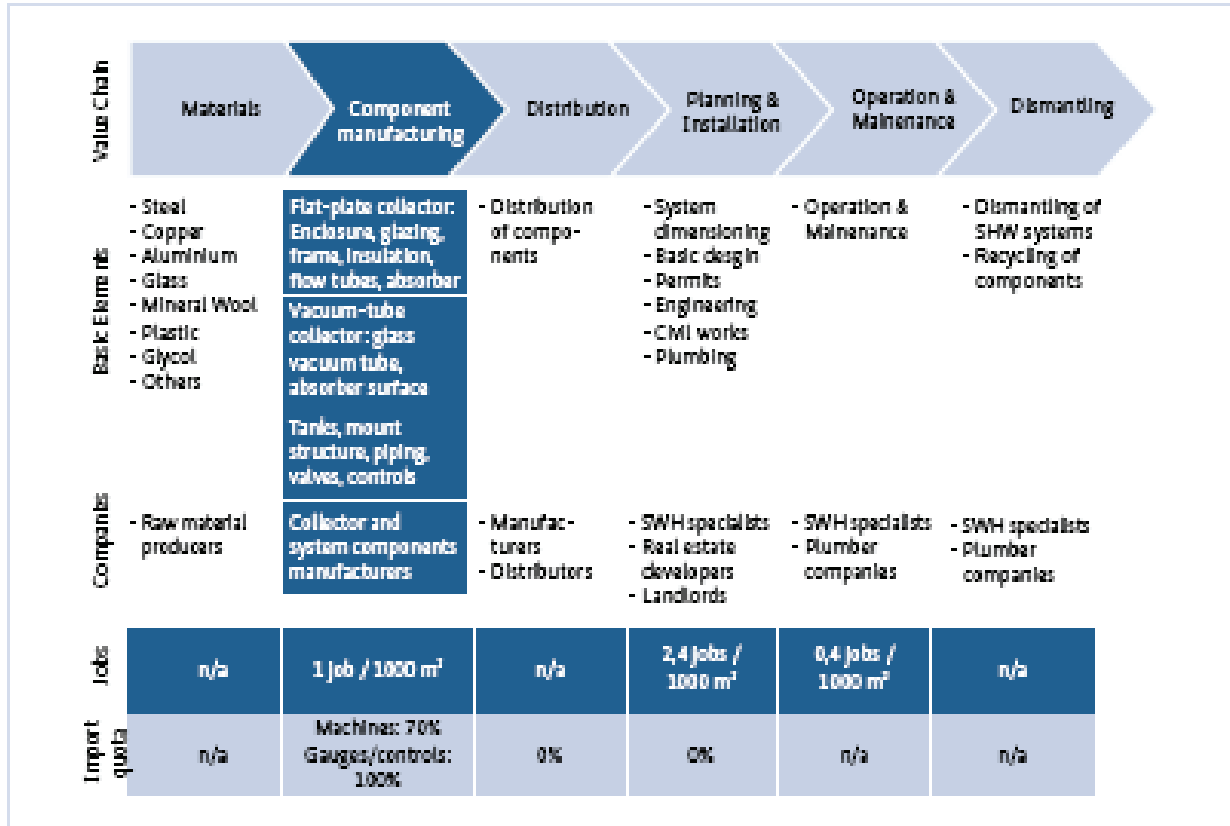 Value Chain
Materials
Component
manufacturing
Distribution
Planning &
Installation
Operation &
Mainenance
Dismantling
Basic Elements
- Steel
- Copper
- Aluminium
- Glass
- Mineral Wool
- Plastic
- Glycol
- Others
Flat-plate collector:
Enclosure, glazing,
frame, insulation,
flow tubes, absorber
Vacuum-tube
collector: glass
vacuum tube,
absorber surface
Tanks, mount
structure, piping,
valves, controls
- Distribution
of compo-
nents
- System
dimensioning
- Basic desgin
- Permits
- Engineering
- Civil works
- Plumbing
- Operation &
Mainenance
- Dismantling of
SHW systems
- Recycling of
components
Companies
- Raw material
producers
Collector and
system components
manufacturers
- Manufac-
turers
- Distributors
- SWH specialists
- Real estate
developers
- Landlords
- SWH specialists
- Plumber
companies
- SWH specialists
- Plumber
companies
Jobs
n/a
1 job / 1000 m²
n/a
2,4 jobs /
1000 m²
0,4 jobs /
1000 m²
n/a
Import
quota
n/a
Machines: 70%
Gauges/controls:
100%
0%
0%
n/a
n/a